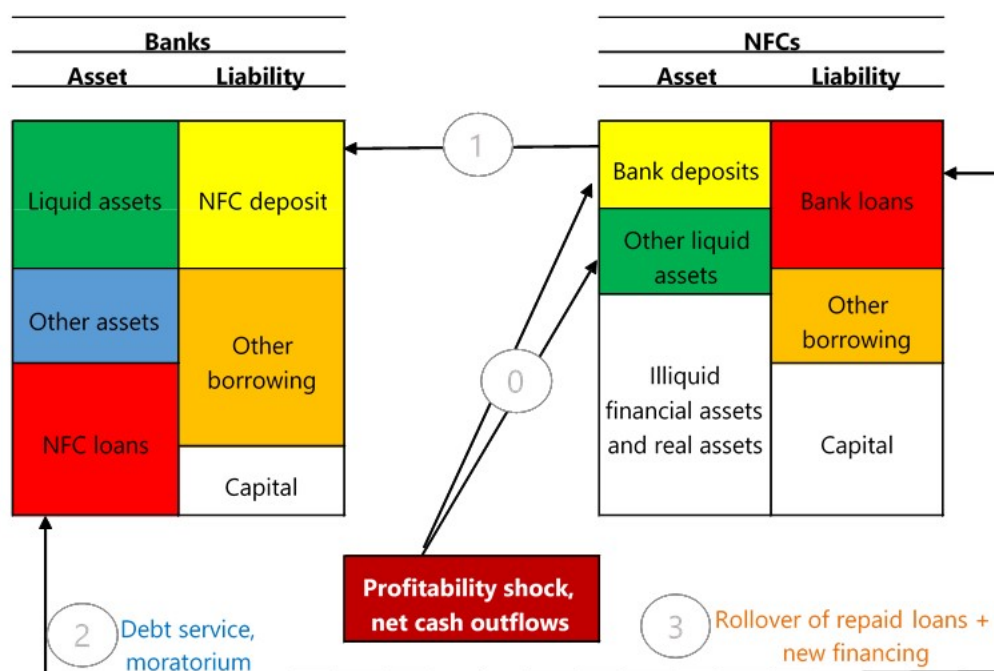 Banks
Asset
Liability
Liquid assets
NFC deposit
Other assets
Other
borrowing
NFC loans
Capital
NFCs
Asset
Liability
Bank deposits
Bank loans
Other liquid
assets
Other
borrowing
Illiquid
financial assets
and real assets
Capital
1
0
Profitability shock,
net cash outflows
2
Debt service,
moratorium
3
Rollover of repaid loans +
new financing